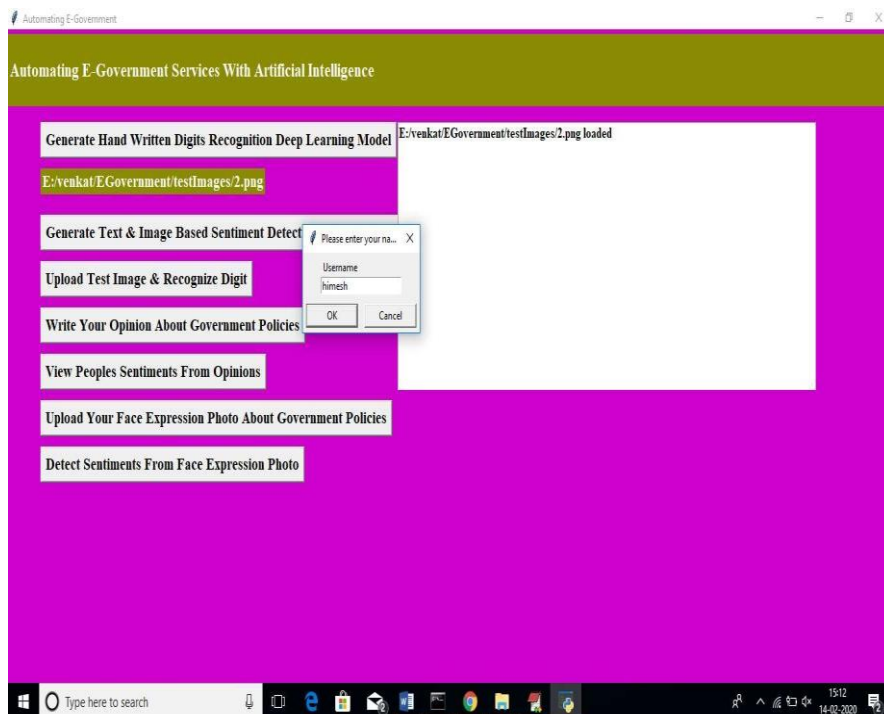 Automating E-Government
Automating E-Government Services With Artificial Intelligence
Generate Hand Written Digits Recognition Deep Learning Model
E:/venkat/EGovernment/testImages/2.png loaded
E:/venkat/EGovernment/testImages/2.png
Generate Text & Image Based Sentiment Detect
Please enter your na...
Username
himesh
OK
Cancel
Upload Test Image & Recognize Digit
Write Your Opinion About Government Policies
View Peoples Sentiments From Opinions
Upload Your Face Expression Photo About Government Policies
Detect Sentiments From Face Expression Photo
Type here to search
15:12
14-02-2020